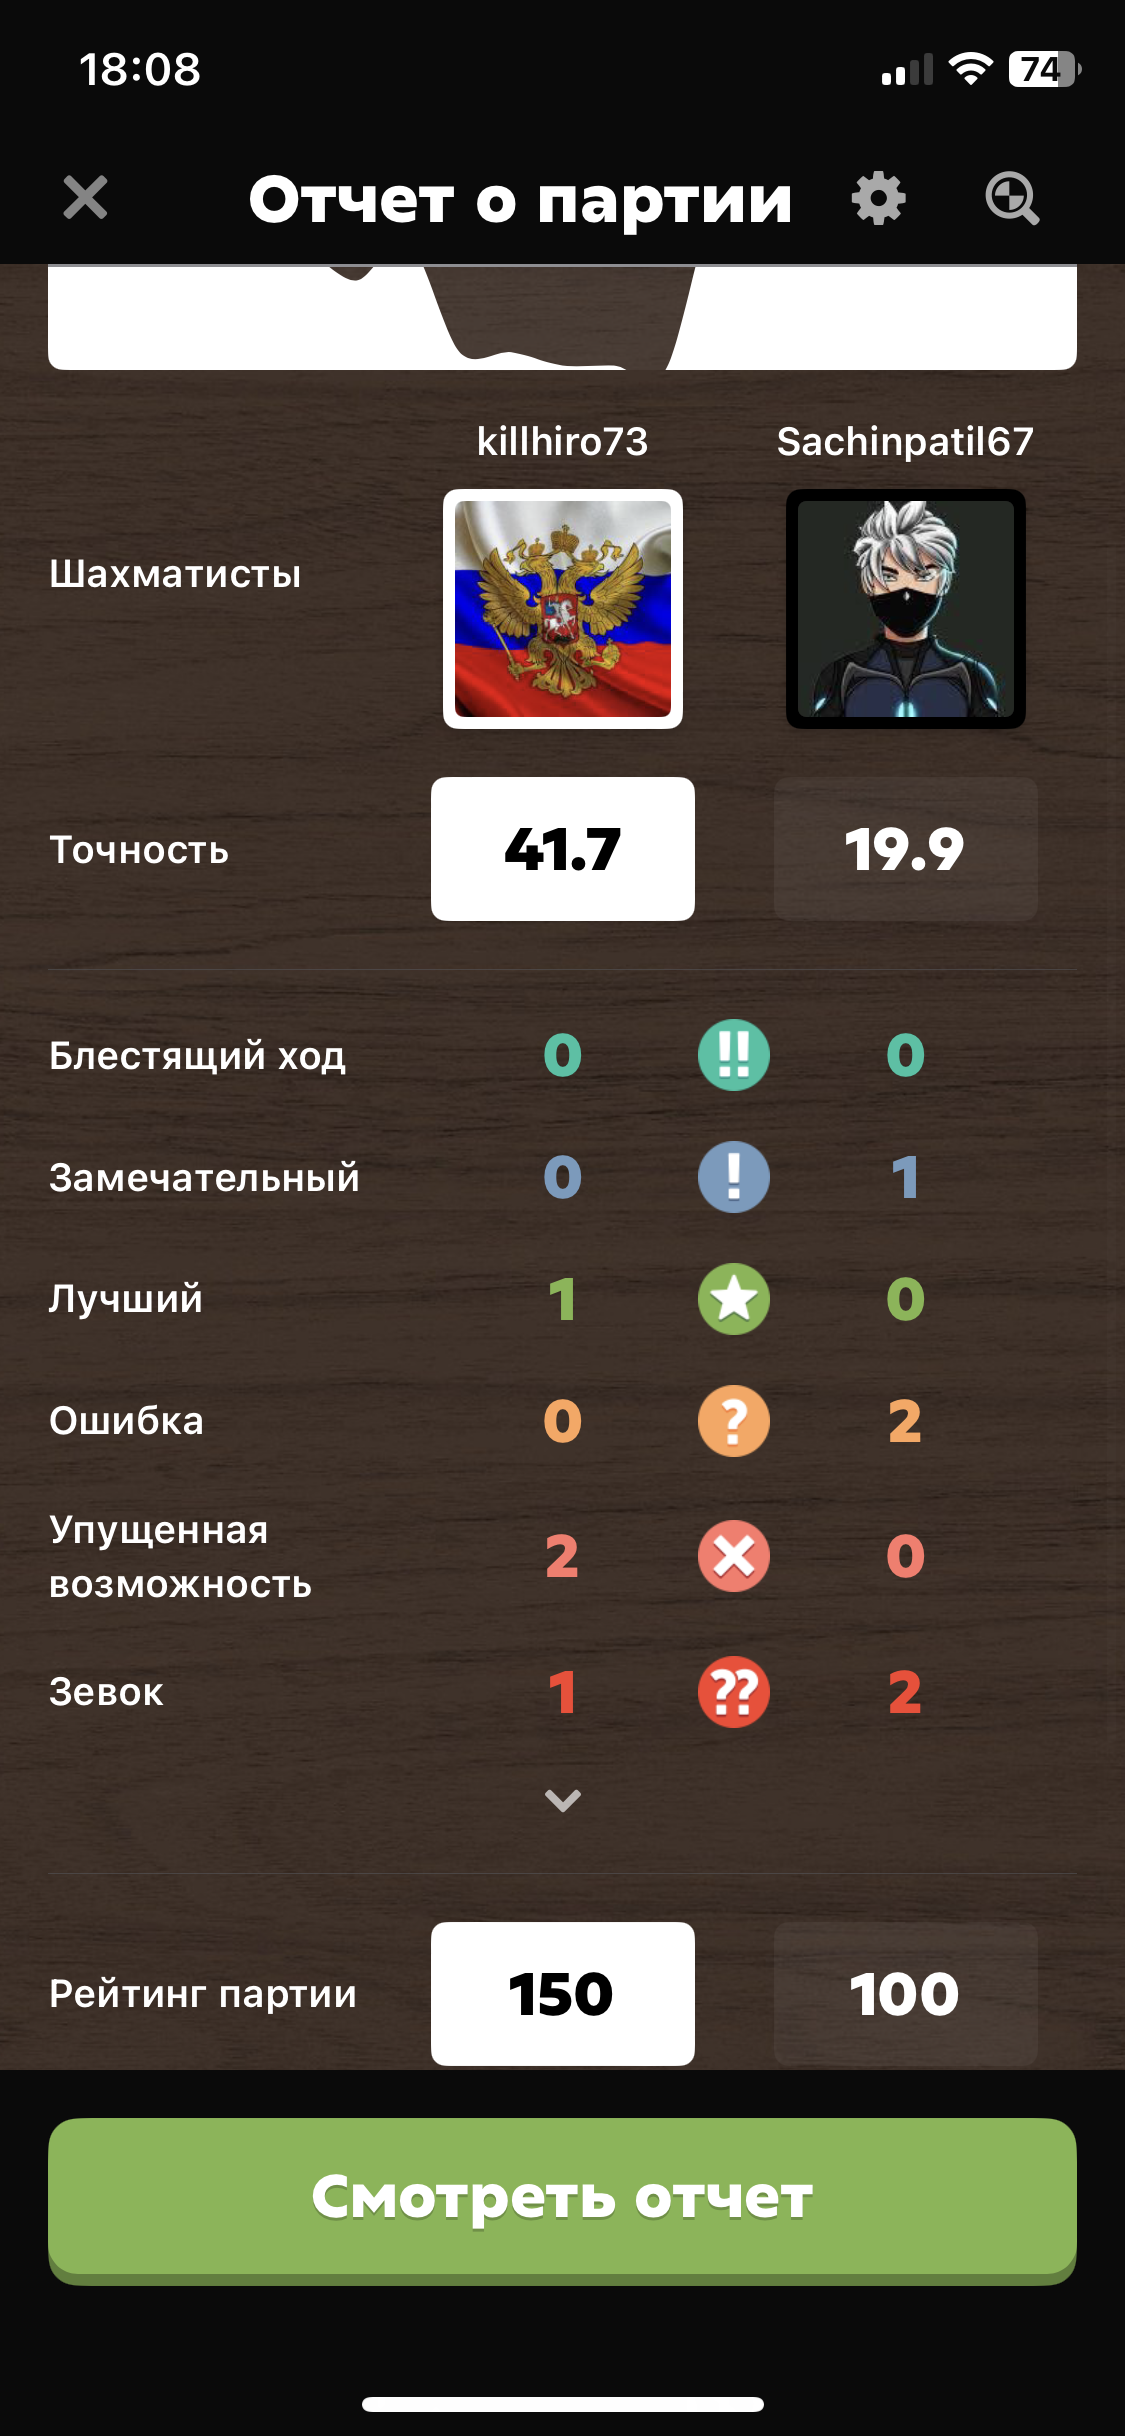 18:08
74
Отчет о партии
killhiro73 Sachinpatil67
Шахматисты
Точность 41.7 19.9
Блестящий ход 0 !! 0
Замечательный 0 ! 1
Лучший 1 0
Ошибка 0 ? 2
Упущенная
возможность 2 0
Зевок 1 ?? 2
Рейтинг партии 150 100
Смотреть отчет